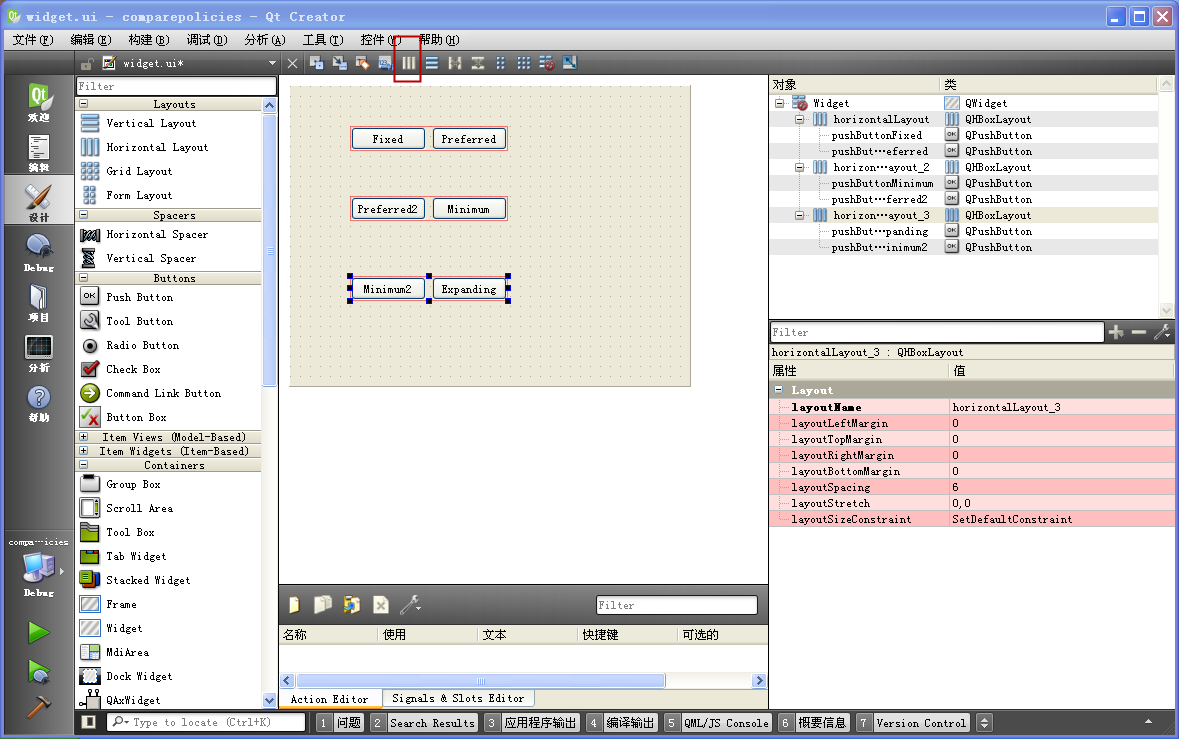 widget.ui - comparepolicies - Qt Creator
文件(F) 编辑(E) 构建(B) 调试(D) 分析(A) 工具(T) 控件(W) 帮助(H)
widget.ui*
Filter
Layouts
Vertical Layout
Horizontal Layout
Grid Layout
Form Layout
Spacers
Horizontal Spacer
Vertical Spacer
Buttons
Push Button
Tool Button
Radio Button
Check Box
Command Link Button
Button Box
Item Views (Model-Based)
Item Widgets (Item-Based)
Containers
Group Box
Scroll Area
Tool Box
Tab Widget
Stacked Widget
Frame
Widget
MdiArea
Dock Widget
QAxWidget
欢迎
编辑
设计
Debug
项目
分析
帮助
compar···icies
Debug
Fixed Preferred
Preferred2 Minimum
Minimum2 Expanding
对象 类
Widget QWidget
horizontalLayout QHBoxLayout
pushButtonFixed QPushButton
pushBut···eferred QPushButton
horizon···ayout_2 QHBoxLayout
pushButtonMinimum QPushButton
pushBut···ferred2 QPushButton
horizon···ayout_3 QHBoxLayout
pushBut···panding QPushButton
pushBut···inimum2 QPushButton
Filter
horizontalLayout_3 : QHBoxLayout
属性 值
Layout
layoutName horizontalLayout_3
layoutLeftMargin 0
layoutTopMargin 0
layoutRightMargin 0
layoutBottomMargin 0
layoutSpacing 6
layoutStretch 0,0
layoutSizeConstraint SetDefaultConstraint
Filter
名称 使用 文本 快捷键 可选的
Action Editor Signals & Slots Editor
Type to locate (Ctrl+K) 1 问题 2 Search Results 3 应用程序输出 4 编译输出 5 QML/JS Console 6 概要信息 7 Version Control